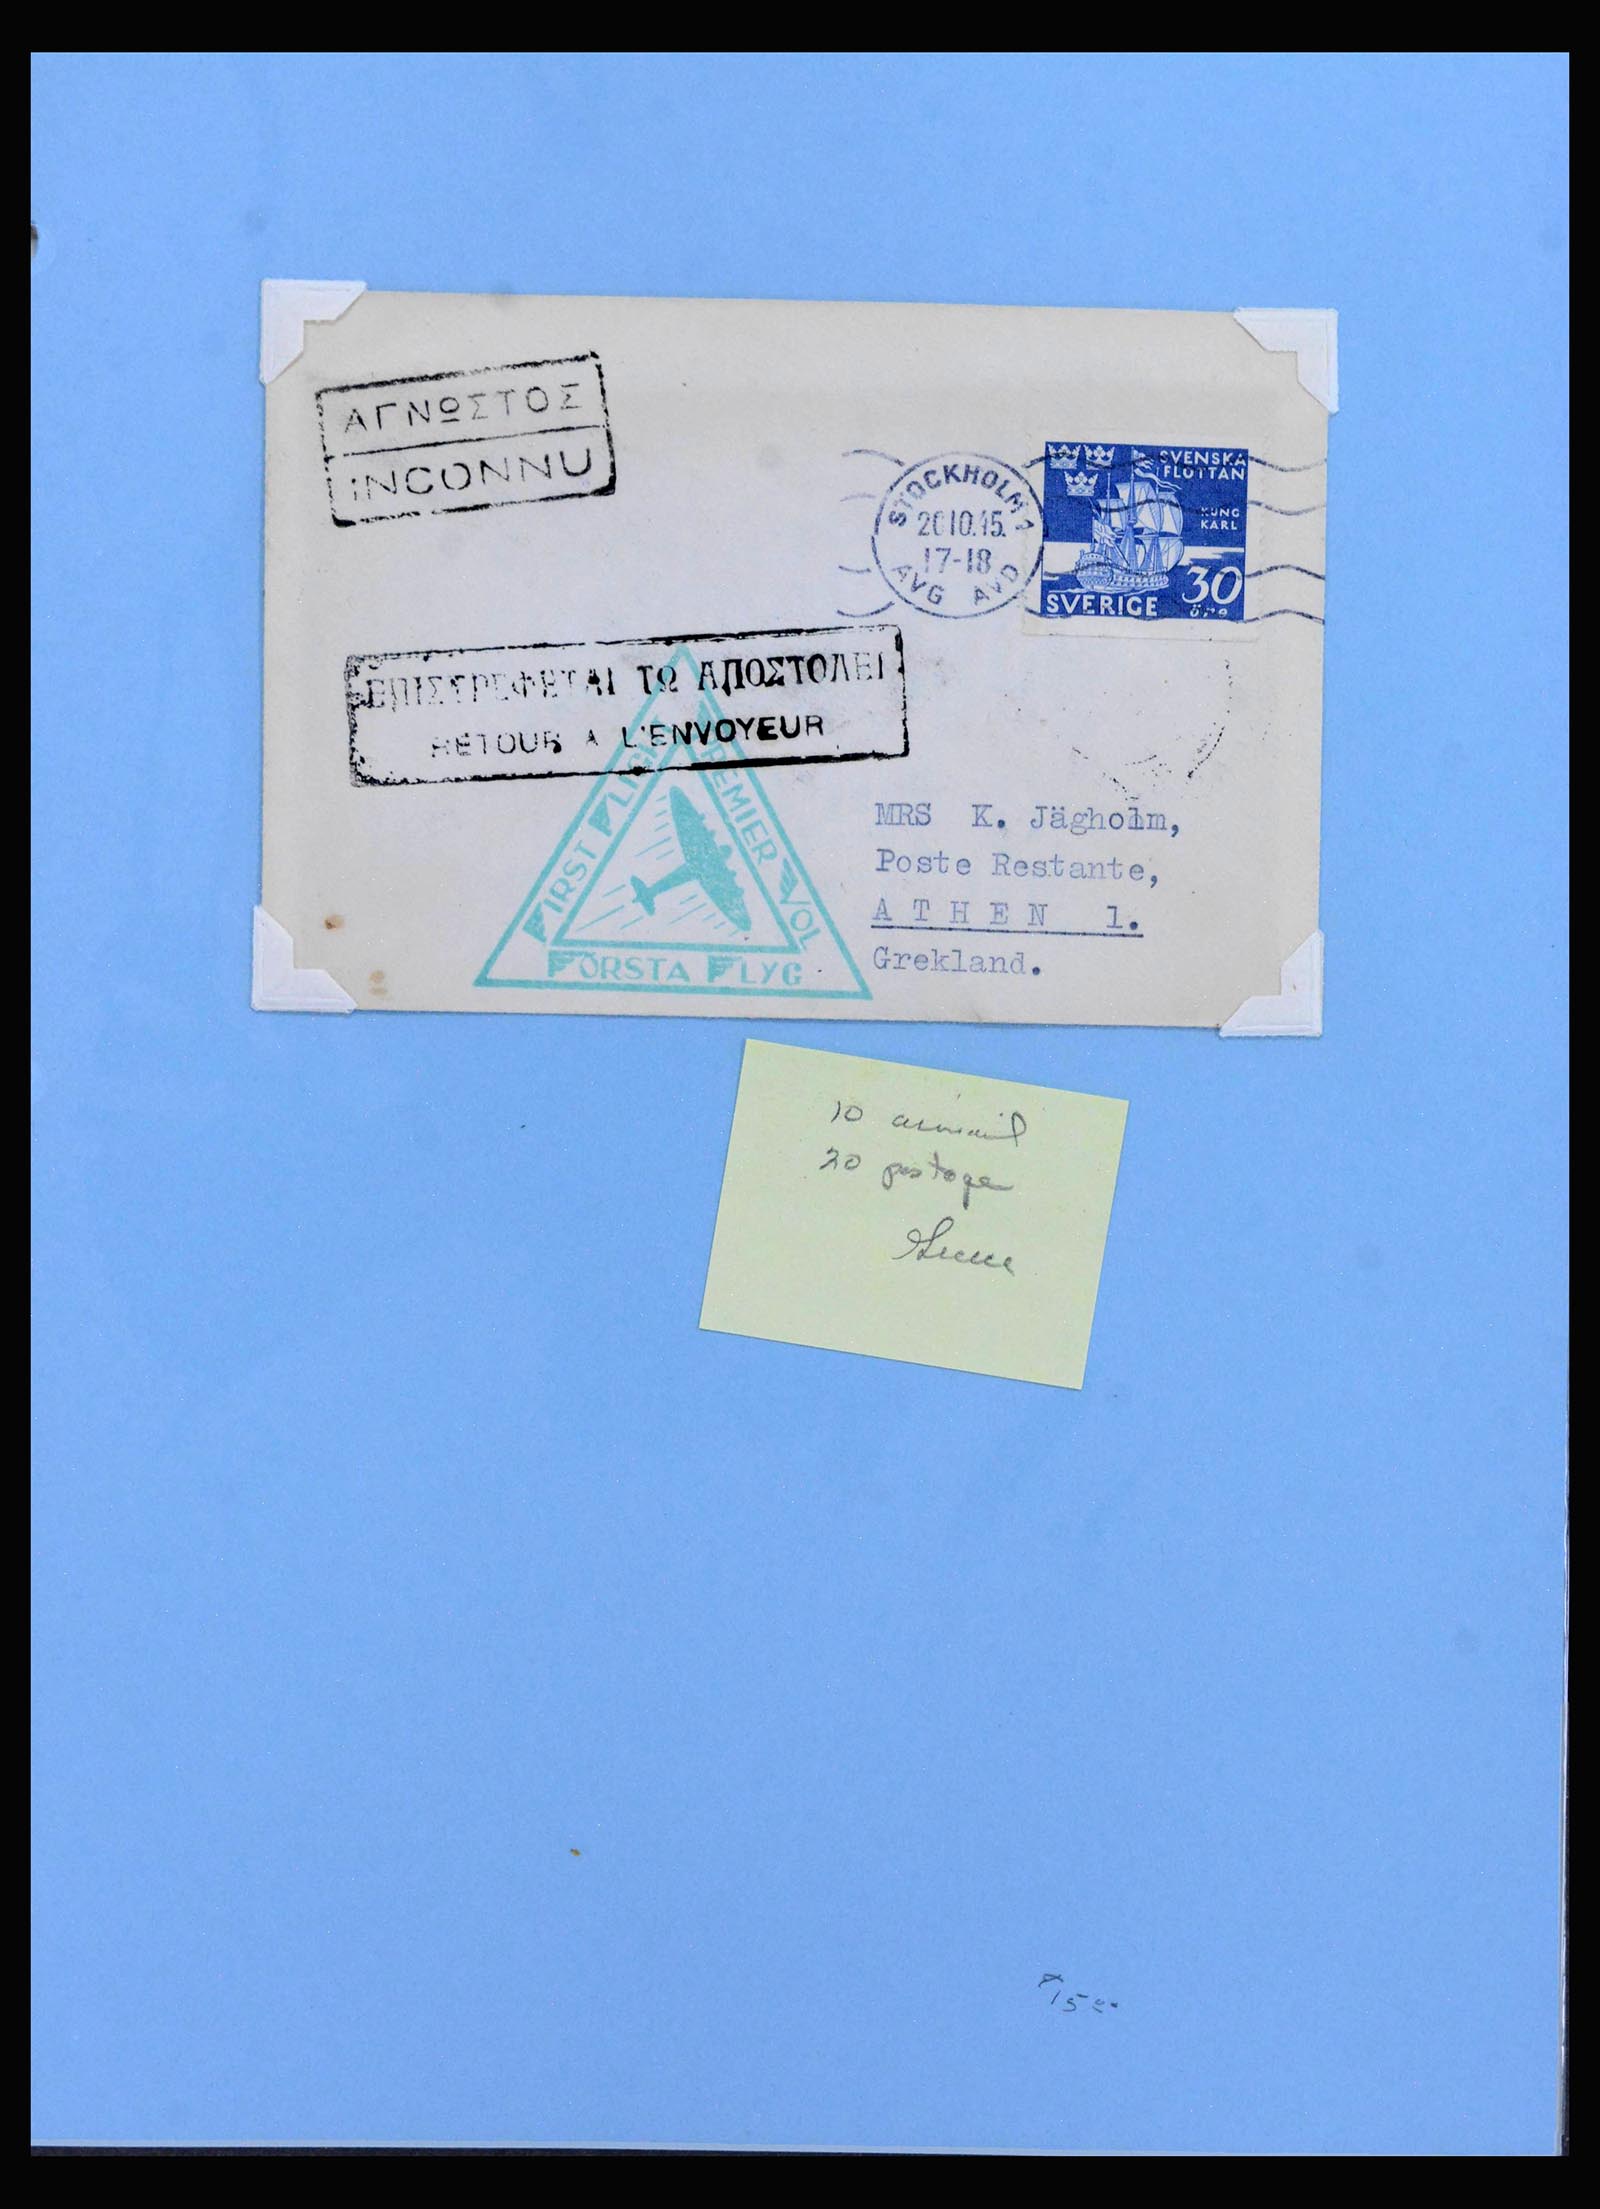 ΑΓΝΩΣΤΟΣ
INCONNU
STOCKHOLM 1
20.10.45.
17-18
AVG AVD
SVENSKA
FLOTTAN
KUNG
KARL
30
öre
SVERIGE
ΕΠΙΣΤΡΕΦΕΤΑΙ ΤΩ ΑΠΟΣΤΟΛΕΙ
RETOUR A L'ENVOYEUR
FIRST FLIGHT
PREMIER VOL
FÖRSTA FLYG
MRS K. Jägholm,
Poste Restante,
ATHEN 1.
Grekland.
10 airmail
20 postage